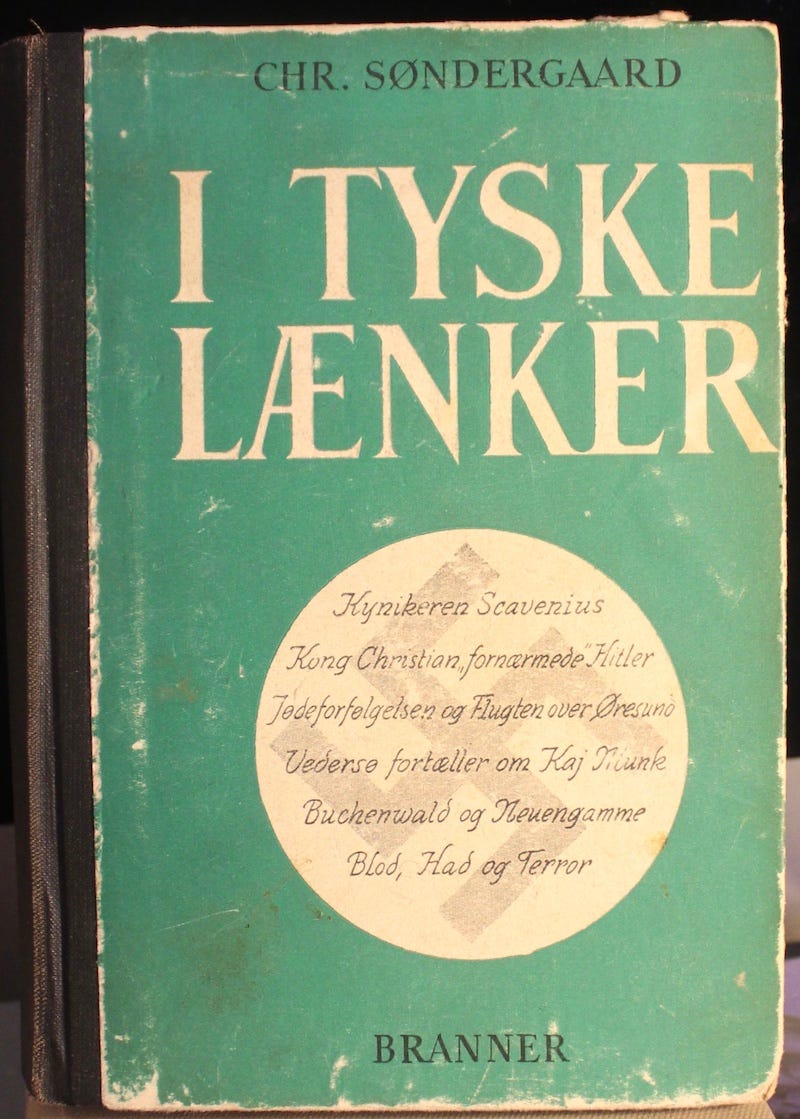 CHR. SØNDERGAARD
I TYSKE
LÆNKER
Kynikeren Scavenius
Kong Christian „fornærmede” Hitler
Jødeforfølgelsen og Flugten over Øresund
Vedersø fortæller om Kaj Munk
Buchenwald og Neuengamme
Blod, Had og Terror
BRANNER